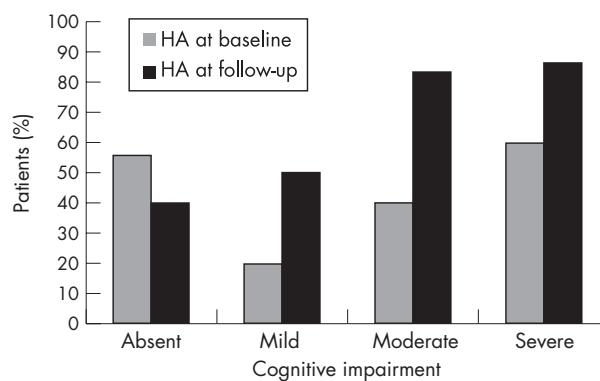 100
90
80
70
60
50
40
30
20
10
0
Patients (%)
HA at baseline
HA at follow-up
Absent Mild Moderate Severe
Cognitive impairment